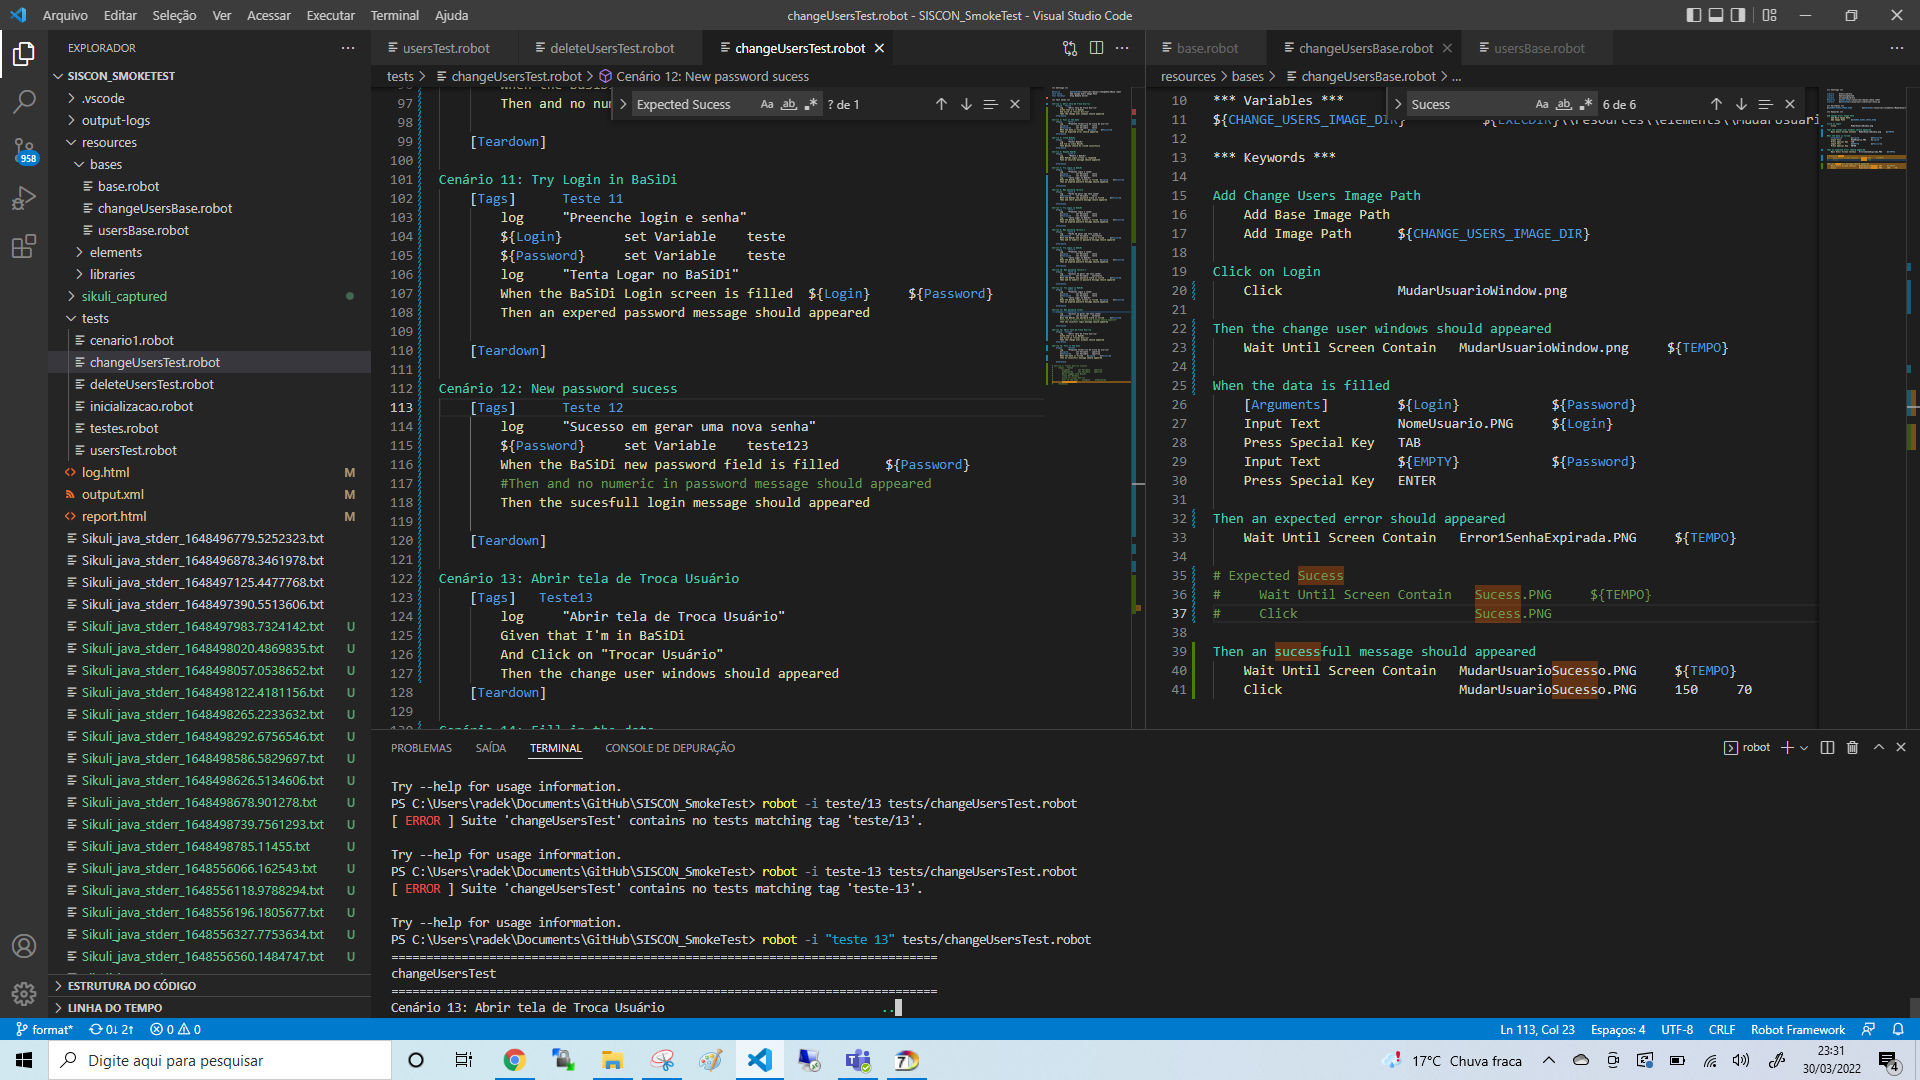 Arquivo Editar Seleção Ver Acessar Executar Terminal Ajuda
changeUsersTest.robot - SISCON_SmokeTest - Visual Studio Code
EXPLORADOR
SISCON_SMOKETEST
.vscode
output-logs
resources
bases
base.robot
changeUsersBase.robot
usersBase.robot
elements
libraries
sikuli_captured
tests
cenario1.robot
changeUsersTest.robot
deleteUsersTest.robot
inicializacao.robot
testes.robot
usersTest.robot
log.html M
output.xml M
report.html M
Sikuli_java_stderr_1648496779.5252323.txt
Sikuli_java_stderr_1648496878.3461978.txt
Sikuli_java_stderr_1648497125.4477768.txt
Sikuli_java_stderr_1648497390.5513606.txt
Sikuli_java_stderr_1648497983.7324142.txt U
Sikuli_java_stderr_1648498020.4869835.txt U
Sikuli_java_stderr_1648498057.0538652.txt U
Sikuli_java_stderr_1648498122.4181156.txt U
Sikuli_java_stderr_1648498265.2233632.txt U
Sikuli_java_stderr_1648498292.6756546.txt U
Sikuli_java_stderr_1648498586.5829697.txt U
Sikuli_java_stderr_1648498626.5134606.txt U
Sikuli_java_stderr_1648498678.901278.txt U
Sikuli_java_stderr_1648498739.7561293.txt U
Sikuli_java_stderr_1648498785.11455.txt U
Sikuli_java_stderr_1648556066.162543.txt U
Sikuli_java_stderr_1648556118.9788294.txt U
Sikuli_java_stderr_1648556196.1805677.txt U
Sikuli_java_stderr_1648556327.7753634.txt U
Sikuli_java_stderr_1648556560.1484747.txt U
ESTRUTURA DO CÓDIGO
LINHA DO TEMPO
958
usersTest.robot deleteUsersTest.robot changeUsersTest.robot
tests > changeUsersTest.robot > Cenário 12: New password sucess
Expected Sucess Aa ab ? de 1
97 Then and no num
98
99 [Teardown]
100
101 Cenário 11: Try Login in BaSiDi
102 [Tags] Teste 11
103 log "Preenche login e senha"
104 ${Login} set Variable teste
105 ${Password} set Variable teste
106 log "Tenta Logar no BaSiDi"
107 When the BaSiDi Login screen is filled ${Login} ${Password}
108 Then an expered password message should appeared
109
110 [Teardown]
111
112 Cenário 12: New password sucess
113 [Tags] Teste 12
114 log "Sucesso em gerar uma nova senha"
115 ${Password} set Variable teste123
116 When the BaSiDi new password field is filled ${Password}
117 #Then and no numeric in password message should appeared
118 Then the sucesfull login message should appeared
119
120 [Teardown]
121
122 Cenário 13: Abrir tela de Troca Usuário
123 [Tags] Teste13
124 log "Abrir tela de Troca Usuário"
125 Given that I'm in BaSiDi
126 And Click on "Trocar Usuário"
127 Then the change user windows should appeared
128 [Teardown]
129
base.robot changeUsersBase.robot usersBase.robot
resources > bases > changeUsersBase.robot > ...
Sucess Aa ab 6 de 6
10 *** Variables ***
11 ${CHANGE_USERS_IMAGE_DIR} ${EXECDIR}\\resources\\elements\\MudarUsuari
12
13 *** Keywords ***
14
15 Add Change Users Image Path
16 Add Base Image Path
17 Add Image Path ${CHANGE_USERS_IMAGE_DIR}
18
19 Click on Login
20 Click MudarUsuarioWindow.png
21
22 Then the change user windows should appeared
23 Wait Until Screen Contain MudarUsuarioWindow.png ${TEMPO}
24
25 When the data is filled
26 [Arguments] ${Login} ${Password}
27 Input Text NomeUsuario.PNG ${Login}
28 Press Special Key TAB
29 Input Text ${EMPTY} ${Password}
30 Press Special Key ENTER
31
32 Then an expected error should appeared
33 Wait Until Screen Contain Error1SenhaExpirada.PNG ${TEMPO}
34
35 # Expected Sucess
36 # Wait Until Screen Contain Sucess.PNG ${TEMPO}
37 # Click Sucess.PNG
38
39 Then an sucessfull message should appeared
40 Wait Until Screen Contain MudarUsuarioSucesso.PNG ${TEMPO}
41 Click MudarUsuarioSucesso.PNG 150 70
PROBLEMAS SAÍDA TERMINAL CONSOLE DE DEPURAÇÃO
robot
Try --help for usage information.
PS C:\Users\radek\Documents\GitHub\SISCON_SmokeTest> robot -i teste/13 tests/changeUsersTest.robot
[ ERROR ] Suite 'changeUsersTest' contains no tests matching tag 'teste/13'.
Try --help for usage information.
PS C:\Users\radek\Documents\GitHub\SISCON_SmokeTest> robot -i teste-13 tests/changeUsersTest.robot
[ ERROR ] Suite 'changeUsersTest' contains no tests matching tag 'teste-13'.
Try --help for usage information.
PS C:\Users\radek\Documents\GitHub\SISCON_SmokeTest> robot -i "teste 13" tests/changeUsersTest.robot
==============================================================================
changeUsersTest
==============================================================================
Cenário 13: Abrir tela de Troca Usuário ..
format* 0↓ 2↑ 0 0
Ln 113, Col 23 Espaços: 4 UTF-8 CRLF Robot Framework
Digite aqui para pesquisar
17°C Chuva fraca
23:31
30/03/2022
4